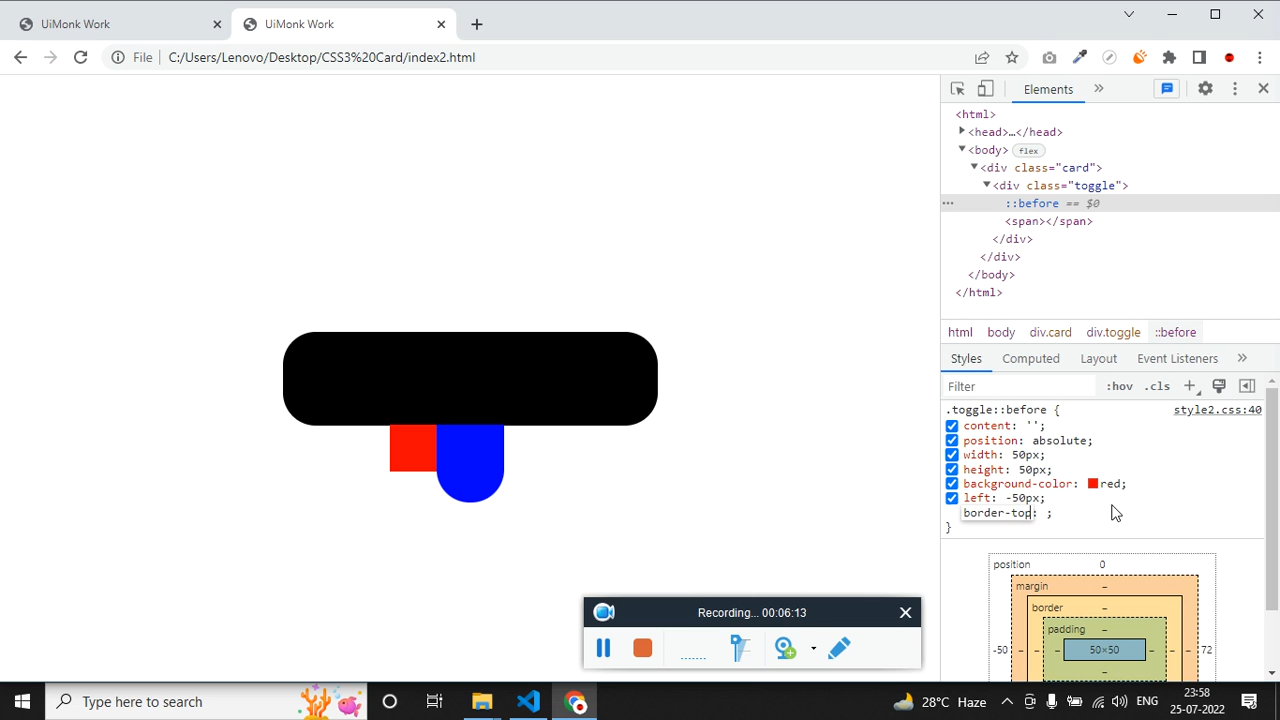 UiMonk Work
UiMonk Work
File
C:/Users/Lenovo/Desktop/CSS3%20Card/index2.html
Elements
<html>
<head>…</head>
<body> flex
<div class="card">
<div class="toggle">
::before == $0
<span></span>
</div>
</div>
</body>
</html>
html body div.card div.toggle ::before
Styles Computed Layout Event Listeners
Filter :hov .cls
.toggle::before { style2.css:40
content: '';
position: absolute;
width: 50px;
height: 50px;
background-color: red;
left: -50px;
border-top: ;
}
position 0
margin –
border –
padding –
-50 – – – 50×50 – – – 72
–
Recording... 00:06:13
Type here to search
28°C Haze
ENG
23:58
25-07-2022